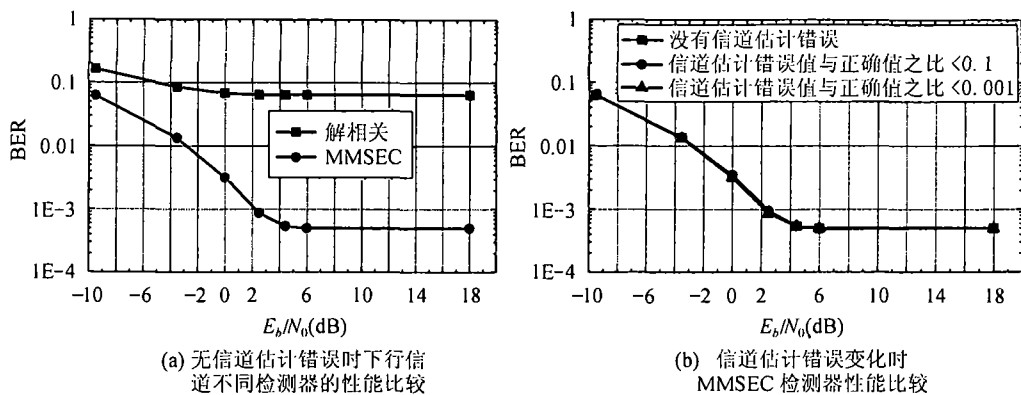 1
0.1
0.01
1E−3
1E−4
BER
解相关
MMSEC
−10
−6
−2
0
2
6
10
14
18
E_b/N_0(dB)
(a) 无信道估计错误时下行信
道不同检测器的性能比较
1
0.1
0.01
1E−3
1E−4
BER
没有信道估计错误
信道估计错误值与正确值之比<0.1
信道估计错误值与正确值之比<0.001
−10
−6
−2
0
2
6
10
14
18
E_b/N_0(dB)
(b) 信道估计错误变化时
MMSEC 检测器性能比较